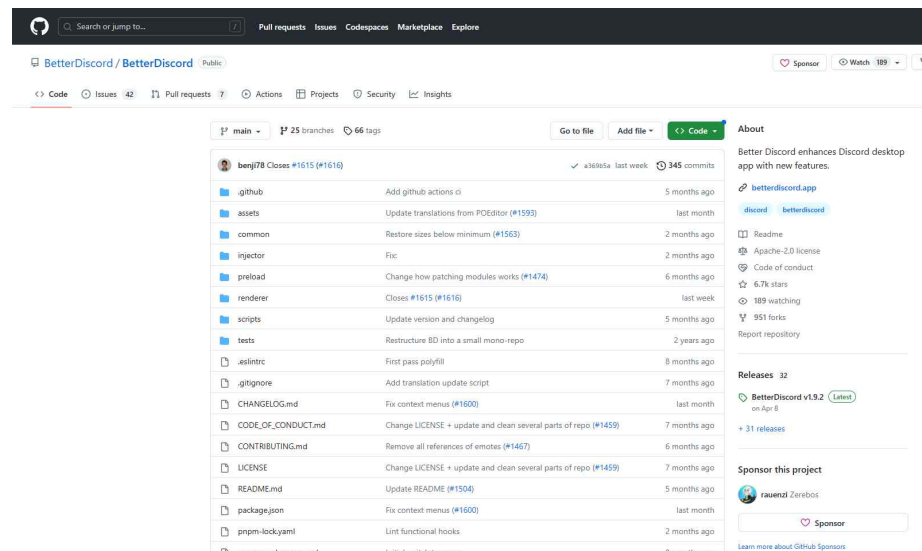 Search or jump to... / Pull requests Issues Codespaces Marketplace Explore
BetterDiscord / BetterDiscord Public
Sponsor Watch 189
Code Issues 42 Pull requests 7 Actions Projects Security Insights
main 25 branches 66 tags Go to file Add file Code
benji78 Closes #1615 (#1616) a369b5a last week 345 commits
.github Add github actions ci 5 months ago
assets Update translations from POEditor (#1593) last month
common Restore sizes below minimum (#1563) 2 months ago
injector Fix: 2 months ago
preload Change how patching modules works (#1474) 6 months ago
renderer Closes #1615 (#1616) last week
scripts Update version and changelog 5 months ago
tests Restructure BD into a small mono-repo 2 years ago
.eslintrc First pass polyfill 8 months ago
.gitignore Add translation update script 7 months ago
CHANGELOG.md Fix context menus (#1600) last month
CODE_OF_CONDUCT.md Change LICENSE + update and clean several parts of repo (#1459) 7 months ago
CONTRIBUTING.md Remove all references of emotes (#1467) 6 months ago
LICENSE Change LICENSE + update and clean several parts of repo (#1459) 7 months ago
README.md Update README (#1504) 5 months ago
package.json Fix context menus (#1600) last month
pnpm-lock.yaml Lint functional hooks 2 months ago
About
Better Discord enhances Discord desktop
app with new features.
betterdiscord.app
discord betterdiscord
Readme
Apache-2.0 license
Code of conduct
6.7k stars
189 watching
951 forks
Report repository
Releases 32
BetterDiscord v1.9.2 Latest
on Apr 8
+ 31 releases
Sponsor this project
rauenzi Zerebos
Sponsor
Learn more about GitHub Sponsors